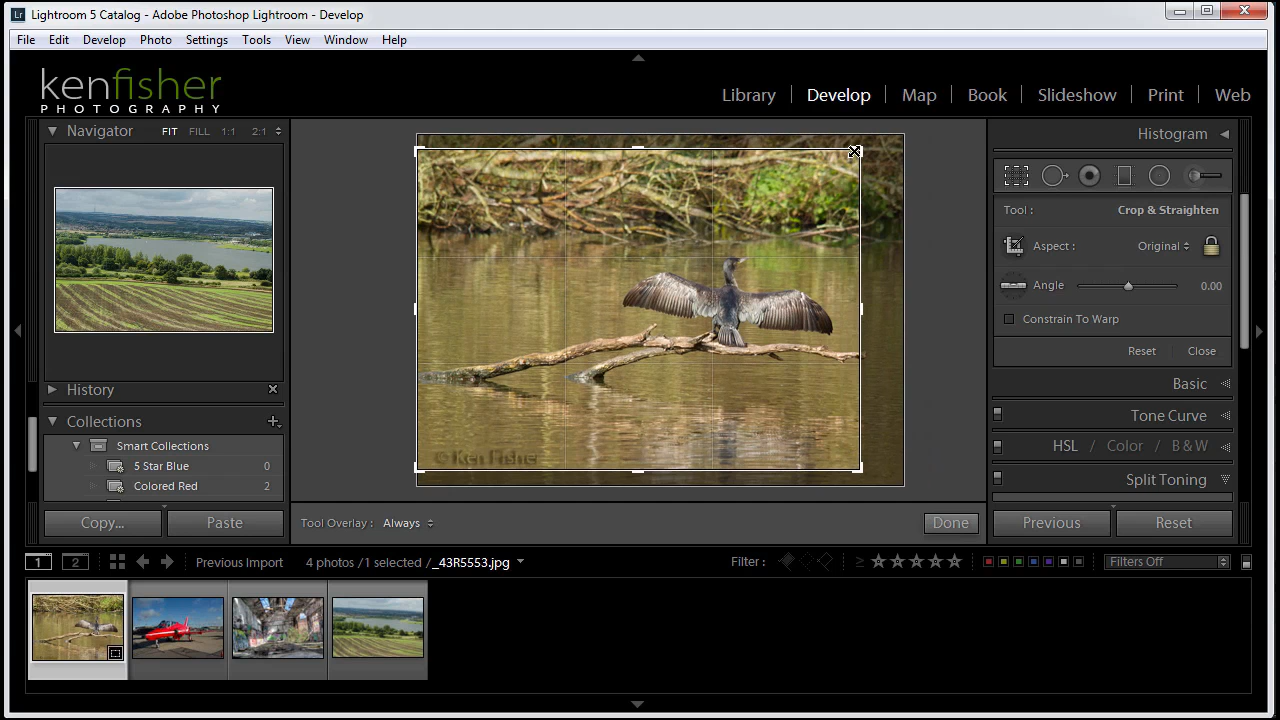 Lr Lightroom 5 Catalog - Adobe Photoshop Lightroom - Develop
File Edit Develop Photo Settings Tools View Window Help
kenfisher
PHOTOGRAPHY
Library Develop Map Book Slideshow Print Web
Navigator FIT FILL 1:1 2:1
Histogram
Tool : Crop & Straighten
Aspect : Original
Angle 0.00
Constrain To Warp
Reset Close
History
Basic
Collections
Tone Curve
Smart Collections
HSL / Color / B & W
5 Star Blue 0
© Ken Fisher
Colored Red 2
Split Toning
Copy... Paste
Tool Overlay : Always
Done
Previous Reset
1 2 Previous Import 4 photos /1 selected /_43R5553.jpg
Filter : ≥ Filters Off